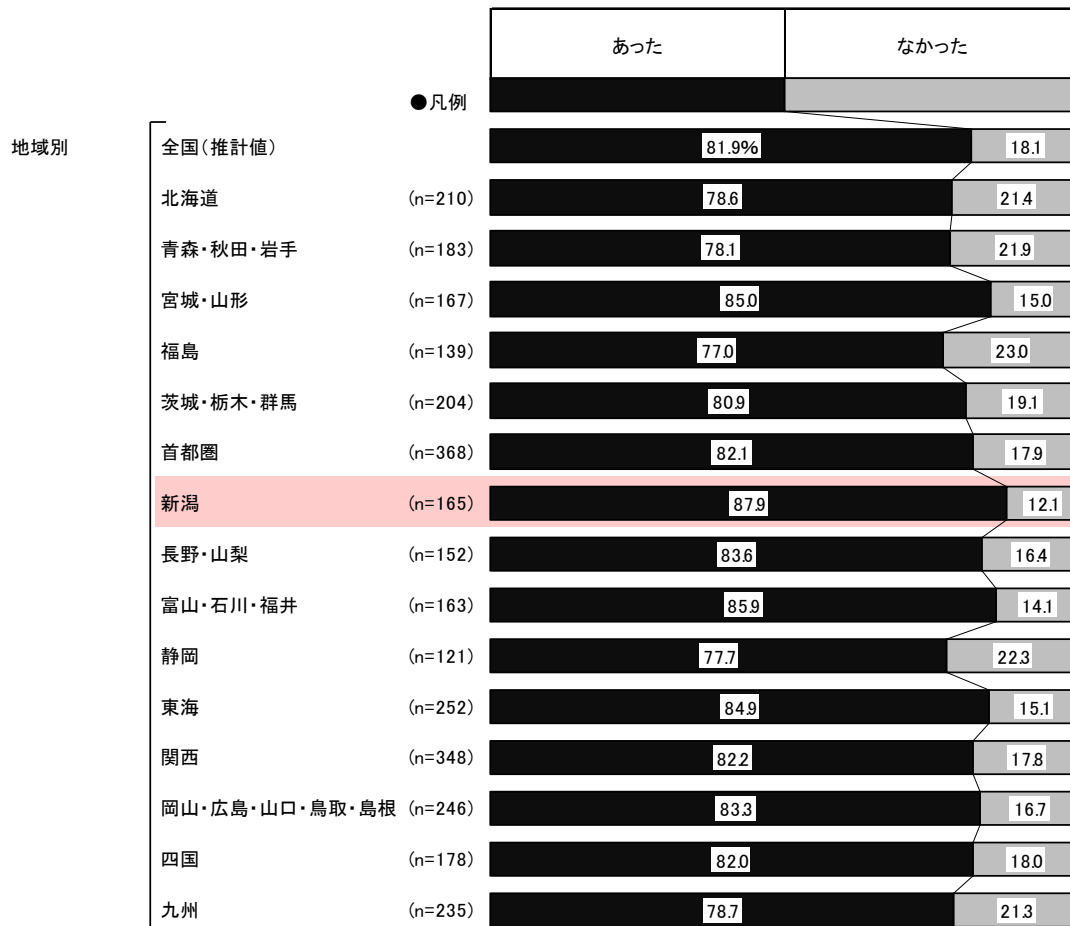 あった なかった
●凡例
地域別 全国(推計値) 81.9% 18.1
北海道 (n=210) 78.6 21.4
青森・秋田・岩手 (n=183) 78.1 21.9
宮城・山形 (n=167) 85.0 15.0
福島 (n=139) 77.0 23.0
茨城・栃木・群馬 (n=204) 80.9 19.1
首都圏 (n=368) 82.1 17.9
新潟 (n=165) 87.9 12.1
長野・山梨 (n=152) 83.6 16.4
富山・石川・福井 (n=163) 85.9 14.1
静岡 (n=121) 77.7 22.3
東海 (n=252) 84.9 15.1
関西 (n=348) 82.2 17.8
岡山・広島・山口・鳥取・島根 (n=246) 83.3 16.7
四国 (n=178) 82.0 18.0
九州 (n=235) 78.7 21.3